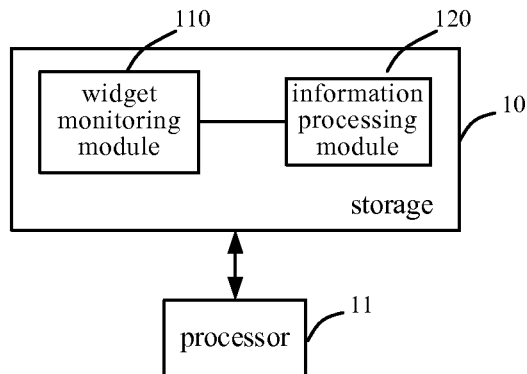 110
120
widget
monitoring
module
information
processing
module
10
storage
11
processor